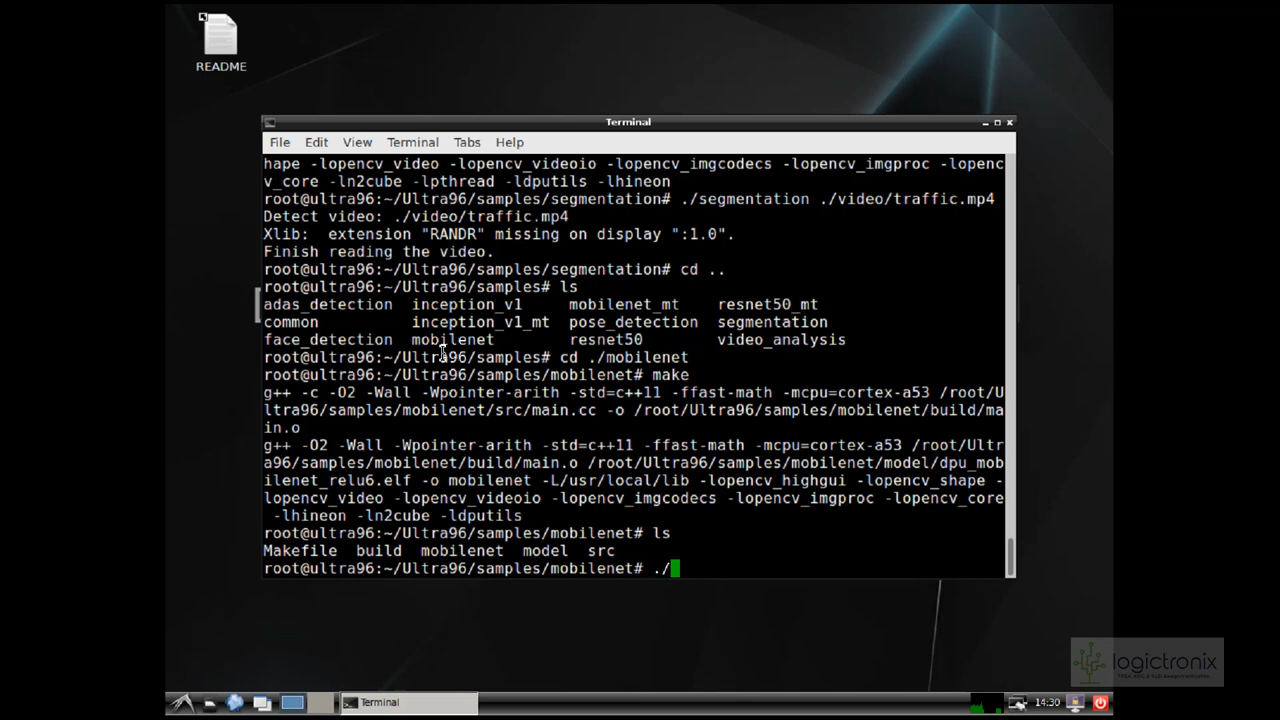 README
Terminal
File Edit View Terminal Tabs Help
hape -lopencv_video -lopencv_videoio -lopencv_imgcodecs -lopencv_imgproc -lopenc
v_core -ln2cube -lpthread -ldputils -lhineon
root@ultra96:~/Ultra96/samples/segmentation# ./segmentation ./video/traffic.mp4
Detect video: ./video/traffic.mp4
Xlib:  extension "RANDR" missing on display ":1.0".
Finish reading the video.
root@ultra96:~/Ultra96/samples/segmentation# cd ..
root@ultra96:~/Ultra96/samples# ls
adas_detection  inception_v1     mobilenet_mt    resnet50_mt
common          inception_v1_mt  pose_detection  segmentation
face_detection  mobilenet        resnet50        video_analysis
root@ultra96:~/Ultra96/samples# cd ./mobilenet
root@ultra96:~/Ultra96/samples/mobilenet# make
g++ -c -O2 -Wall -Wpointer-arith -std=c++11 -ffast-math -mcpu=cortex-a53 /root/U
ltra96/samples/mobilenet/src/main.cc -o /root/Ultra96/samples/mobilenet/build/ma
in.o
g++ -O2 -Wall -Wpointer-arith -std=c++11 -ffast-math -mcpu=cortex-a53 /root/Ultr
a96/samples/mobilenet/build/main.o /root/Ultra96/samples/mobilenet/model/dpu_mob
ilenet_relu6.elf -o mobilenet -L/usr/local/lib -lopencv_highgui -lopencv_shape -
lopencv_video -lopencv_videoio -lopencv_imgcodecs -lopencv_imgproc -lopencv_core
 -lhineon -ln2cube -ldputils
root@ultra96:~/Ultra96/samples/mobilenet# ls
Makefile  build  mobilenet  model  src
root@ultra96:~/Ultra96/samples/mobilenet# ./
logictronix
Terminal
14:30